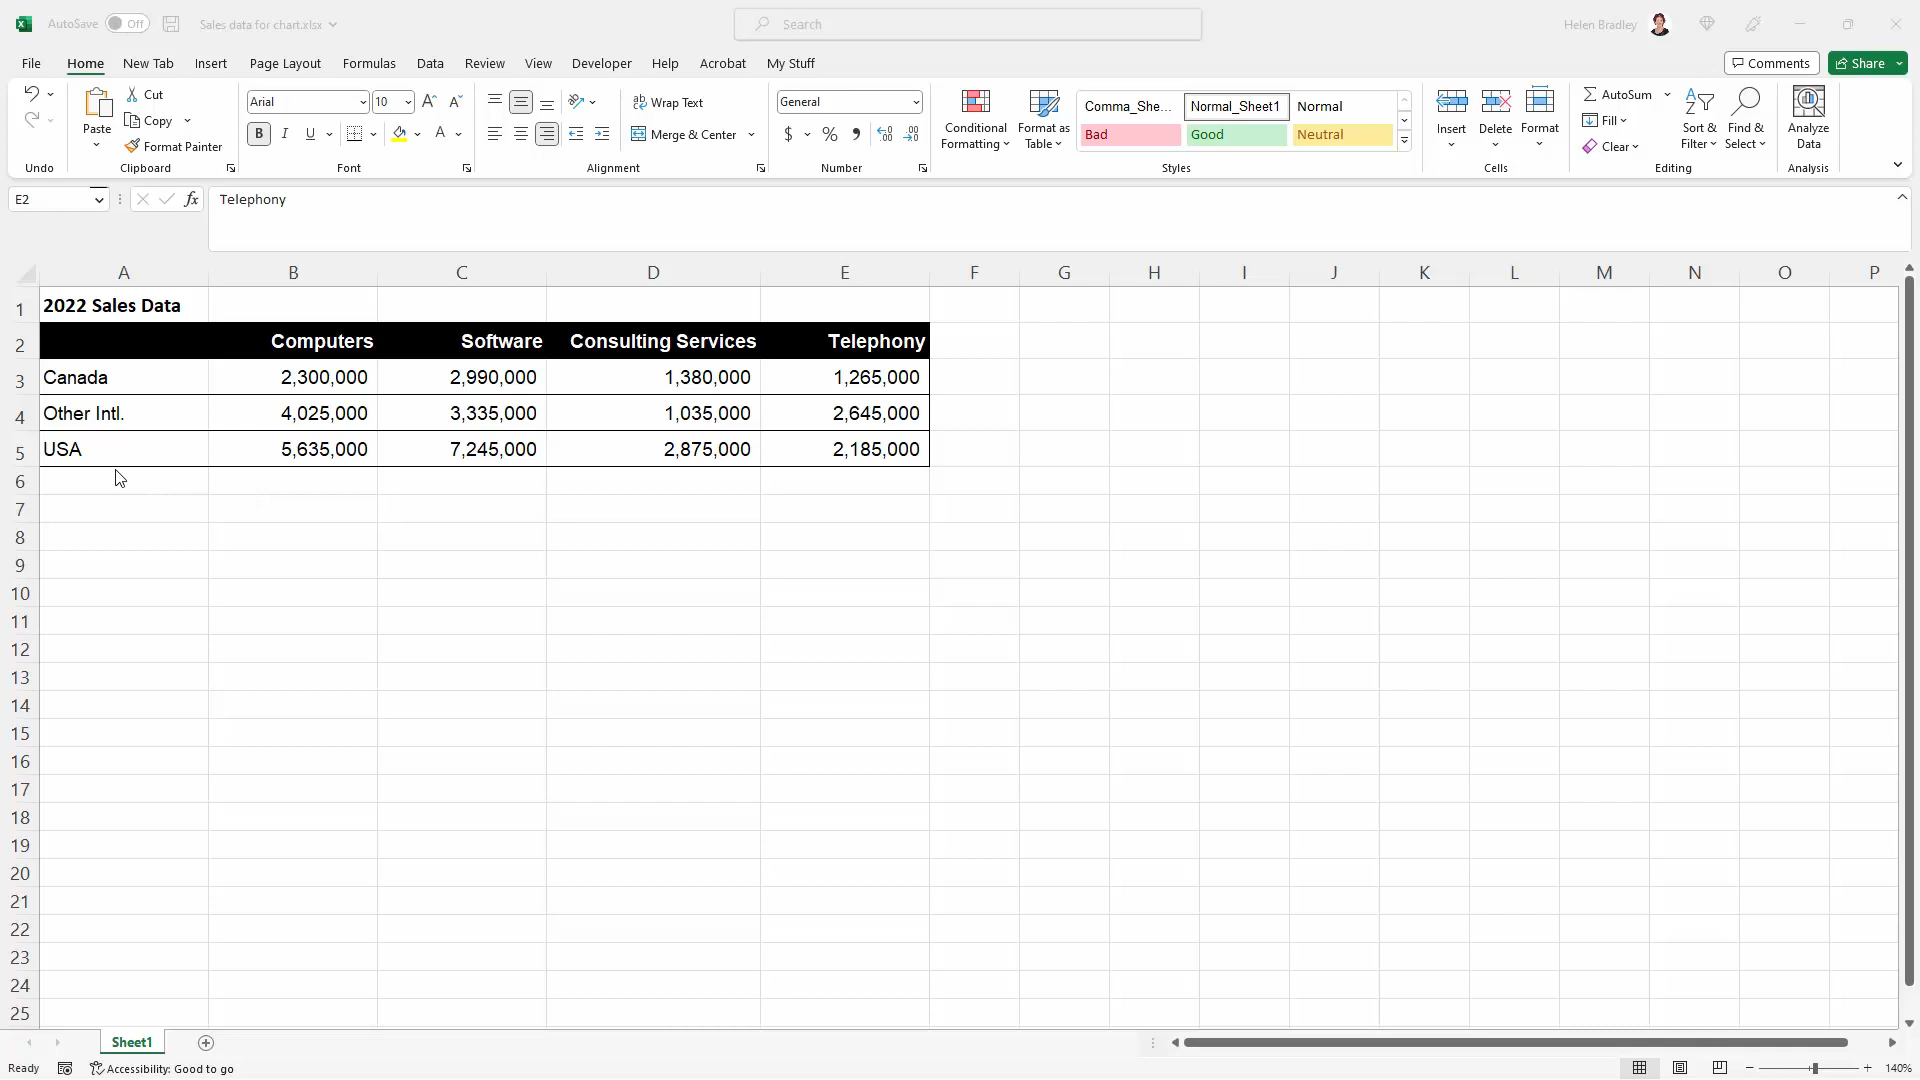 AutoSave Off Sales data for chart.xlsx Search Helen Bradley
File Home New Tab Insert Page Layout Formulas Data Review View Developer Help Acrobat My Stuff Comments Share
Paste Cut Copy Format Painter
Arial 10
B I U A
ab Wrap Text
Merge & Center
General
$ %
Conditional Formatting
Format as Table
Comma_She... Normal_Sheet1 Normal
Bad Good Neutral
Insert Delete Format
AutoSum
Fill
Clear
Sort & Filter
Find & Select
Analyze Data
Undo Clipboard Font Alignment Number Styles Cells Editing Analysis
E2 fx Telephony
A B C D E F G H I J K L M N O P
1 2022 Sales Data
2 Computers Software Consulting Services Telephony
3 Canada 2,300,000 2,990,000 1,380,000 1,265,000
4 Other Intl. 4,025,000 3,335,000 1,035,000 2,645,000
5 USA 5,635,000 7,245,000 2,875,000 2,185,000
6
7
8
9
10
11
12
13
14
15
16
17
18
19
20
21
22
23
24
25
Sheet1
Ready Accessibility: Good to go 140%